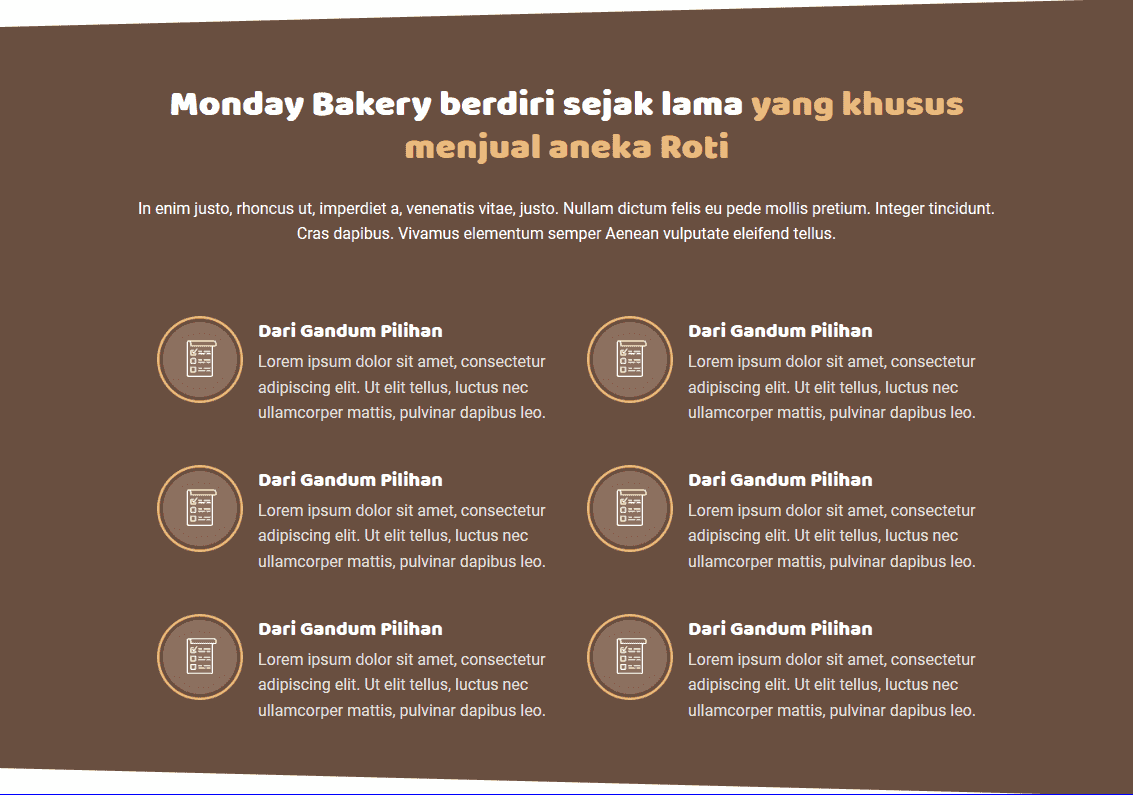 Monday Bakery berdiri sejak lama yang khusus
menjual aneka Roti
In enim justo, rhoncus ut, imperdiet a, venenatis vitae, justo. Nullam dictum felis eu pede mollis pretium. Integer tincidunt.
Cras dapibus. Vivamus elementum semper Aenean vulputate eleifend tellus.
Dari Gandum Pilihan
Lorem ipsum dolor sit amet, consectetur
adipiscing elit. Ut elit tellus, luctus nec
ullamcorper mattis, pulvinar dapibus leo.
Dari Gandum Pilihan
Lorem ipsum dolor sit amet, consectetur
adipiscing elit. Ut elit tellus, luctus nec
ullamcorper mattis, pulvinar dapibus leo.
Dari Gandum Pilihan
Lorem ipsum dolor sit amet, consectetur
adipiscing elit. Ut elit tellus, luctus nec
ullamcorper mattis, pulvinar dapibus leo.
Dari Gandum Pilihan
Lorem ipsum dolor sit amet, consectetur
adipiscing elit. Ut elit tellus, luctus nec
ullamcorper mattis, pulvinar dapibus leo.
Dari Gandum Pilihan
Lorem ipsum dolor sit amet, consectetur
adipiscing elit. Ut elit tellus, luctus nec
ullamcorper mattis, pulvinar dapibus leo.
Dari Gandum Pilihan
Lorem ipsum dolor sit amet, consectetur
adipiscing elit. Ut elit tellus, luctus nec
ullamcorper mattis, pulvinar dapibus leo.